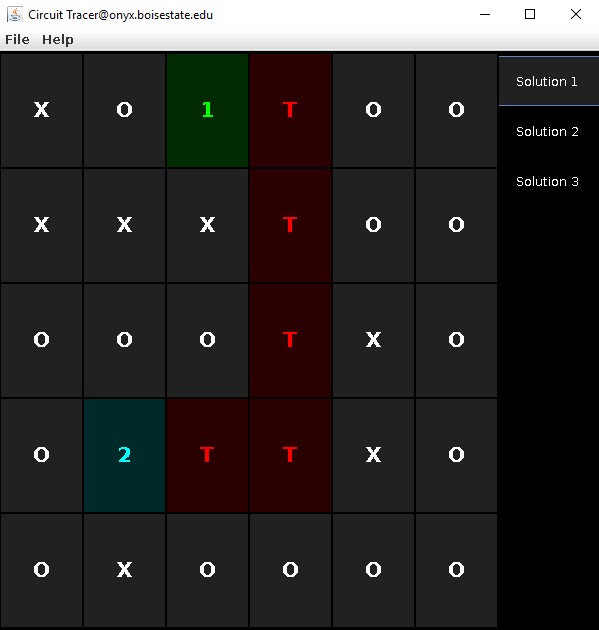 Circuit Tracer@onyx.boisestate.edu
File Help
X O 1 T O O
Solution 1
Solution 2
Solution 3
X X X T O O
O O O T X O
O 2 T T X O
O X O O O O